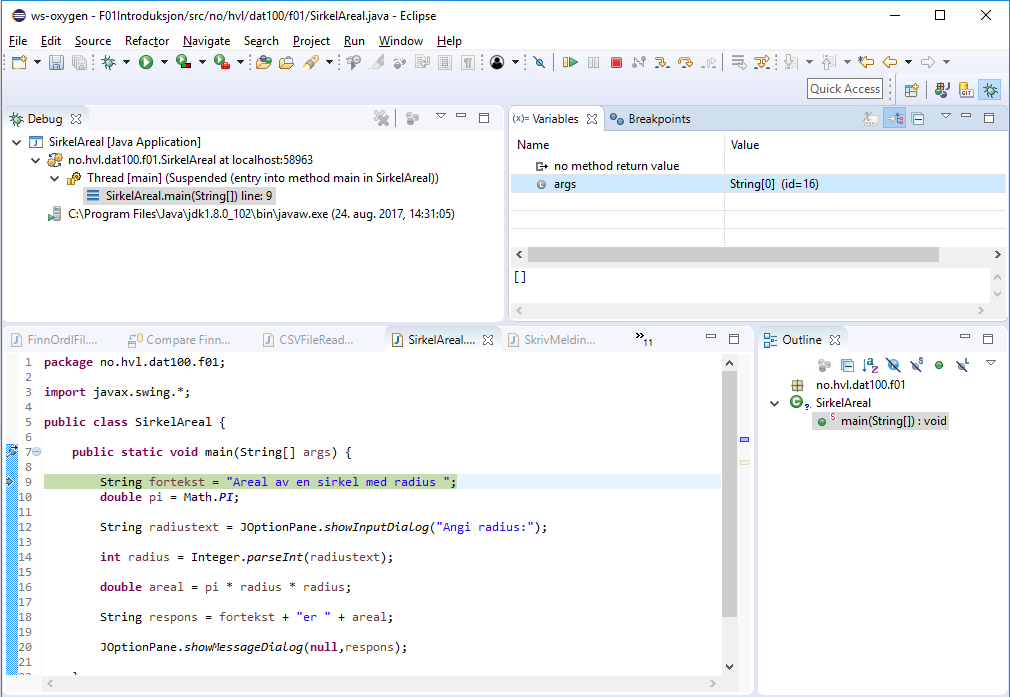 ws-oxygen - F01Introduksjon/src/no/hvl/dat100/f01/SirkelAreal.java - Eclipse
File Edit Source Refactor Navigate Search Project Run Window Help
Quick Access
GIT
Debug
SirkelAreal [Java Application]
no.hvl.dat100.f01.SirkelAreal at localhost:58963
Thread [main] (Suspended (entry into method main in SirkelAreal))
SirkelAreal.main(String[]) line: 9
C:\Program Files\Java\jdk1.8.0_102\bin\javaw.exe (24. aug. 2017, 14:31:05)
(x)= Variables Breakpoints
Name Value
no method return value
args String[0] (id=16)
[]
FinnOrdIFil.... Compare Finn... CSVFileRead... SirkelAreal.... SkrivMeldin... »11
1 package no.hvl.dat100.f01;
2
3 import javax.swing.*;
4
5 public class SirkelAreal {
6
7 public static void main(String[] args) {
8
9 String fortekst = "Areal av en sirkel med radius ";
10 double pi = Math.PI;
11
12 String radiustext = JOptionPane.showInputDialog("Angi radius:");
13
14 int radius = Integer.parseInt(radiustext);
15
16 double areal = pi * radius * radius;
17
18 String respons = fortekst + "er " + areal;
19
20 JOptionPane.showMessageDialog(null,respons);
21
Outline
no.hvl.dat100.f01
SirkelAreal
main(String[]) : void